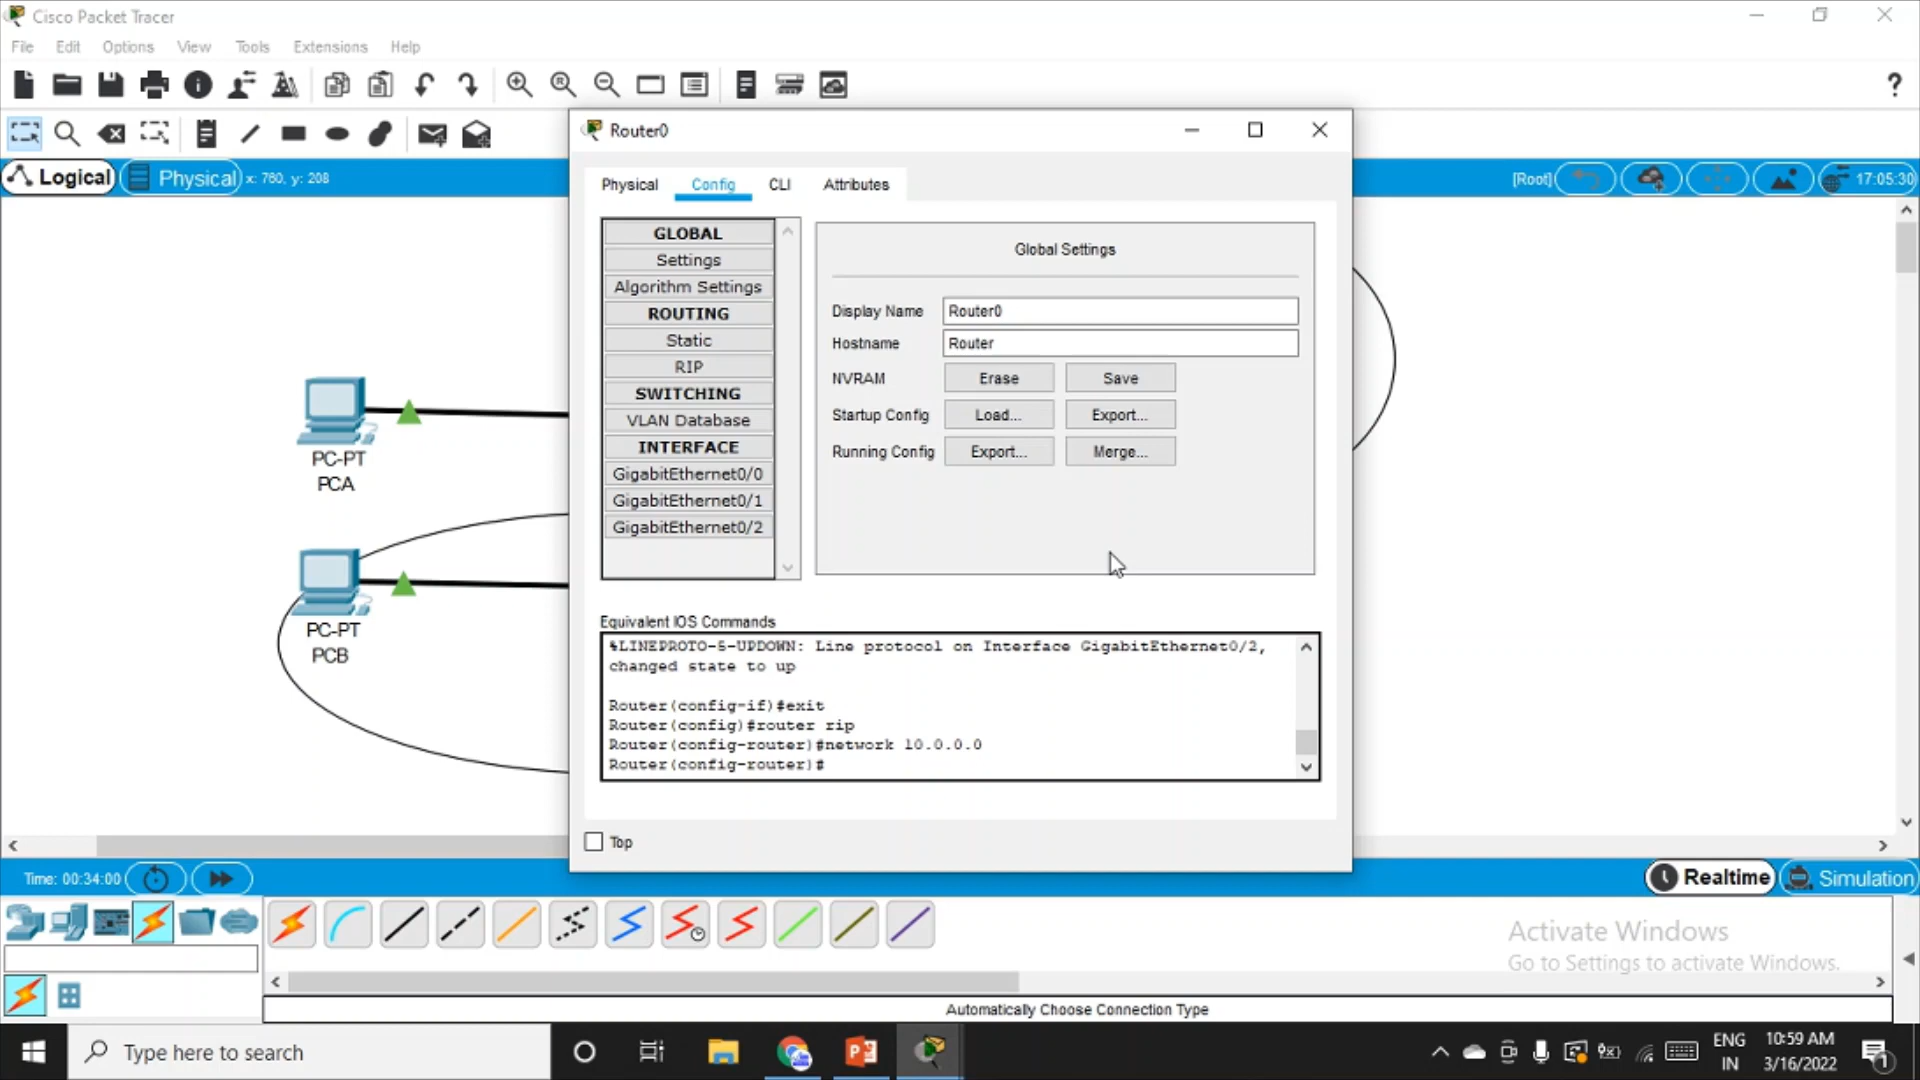 Cisco Packet Tracer
File Edit Options View Tools Extensions Help
?
Logical Physical x: 760, y: 208
[Root] 17:05:30
Router0
Physical Config CLI Attributes
GLOBAL
Settings
Algorithm Settings
ROUTING
Static
RIP
SWITCHING
VLAN Database
INTERFACE
GigabitEthernet0/0
GigabitEthernet0/1
GigabitEthernet0/2
Global Settings
Display Name Router0
Hostname Router
NVRAM Erase Save
Startup Config Load... Export...
Running Config Export... Merge...
PC-PT
PCA
PC-PT
PCB
Equivalent IOS Commands
%LINEPROTO-5-UPDOWN: Line protocol on Interface GigabitEthernet0/2,
changed state to up
Router(config-if)#exit
Router(config)#router rip
Router(config-router)#network 10.0.0.0
Router(config-router)#
Top
Time: 00:34:00
Realtime Simulation
Activate Windows
Go to Settings to activate Windows.
Automatically Choose Connection Type
Type here to search
ENG
IN
10:59 AM
3/16/2022
1